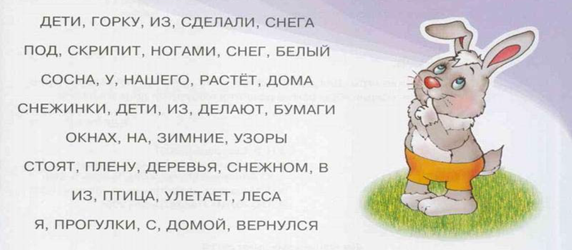 ДЕТИ, ГОРКУ, ИЗ, СДЕЛАЛИ, СНЕГА
ПОД, СКРИПИТ, НОГАМИ, СНЕГ, БЕЛЫЙ
СОСНА, У, НАШЕГО, РАСТЁТ, ДОМА
СНЕЖИНКИ, ДЕТИ, ИЗ, ДЕЛАЮТ, БУМАГИ
ОКНАХ, НА, ЗИМНИЕ, УЗОРЫ
СТОЯТ, ПЛЕНУ, ДЕРЕВЬЯ, СНЕЖНОМ, В
ИЗ, ПТИЦА, УЛЕТАЕТ, ЛЕСА
Я, ПРОГУЛКИ, С, ДОМОЙ, ВЕРНУЛСЯ